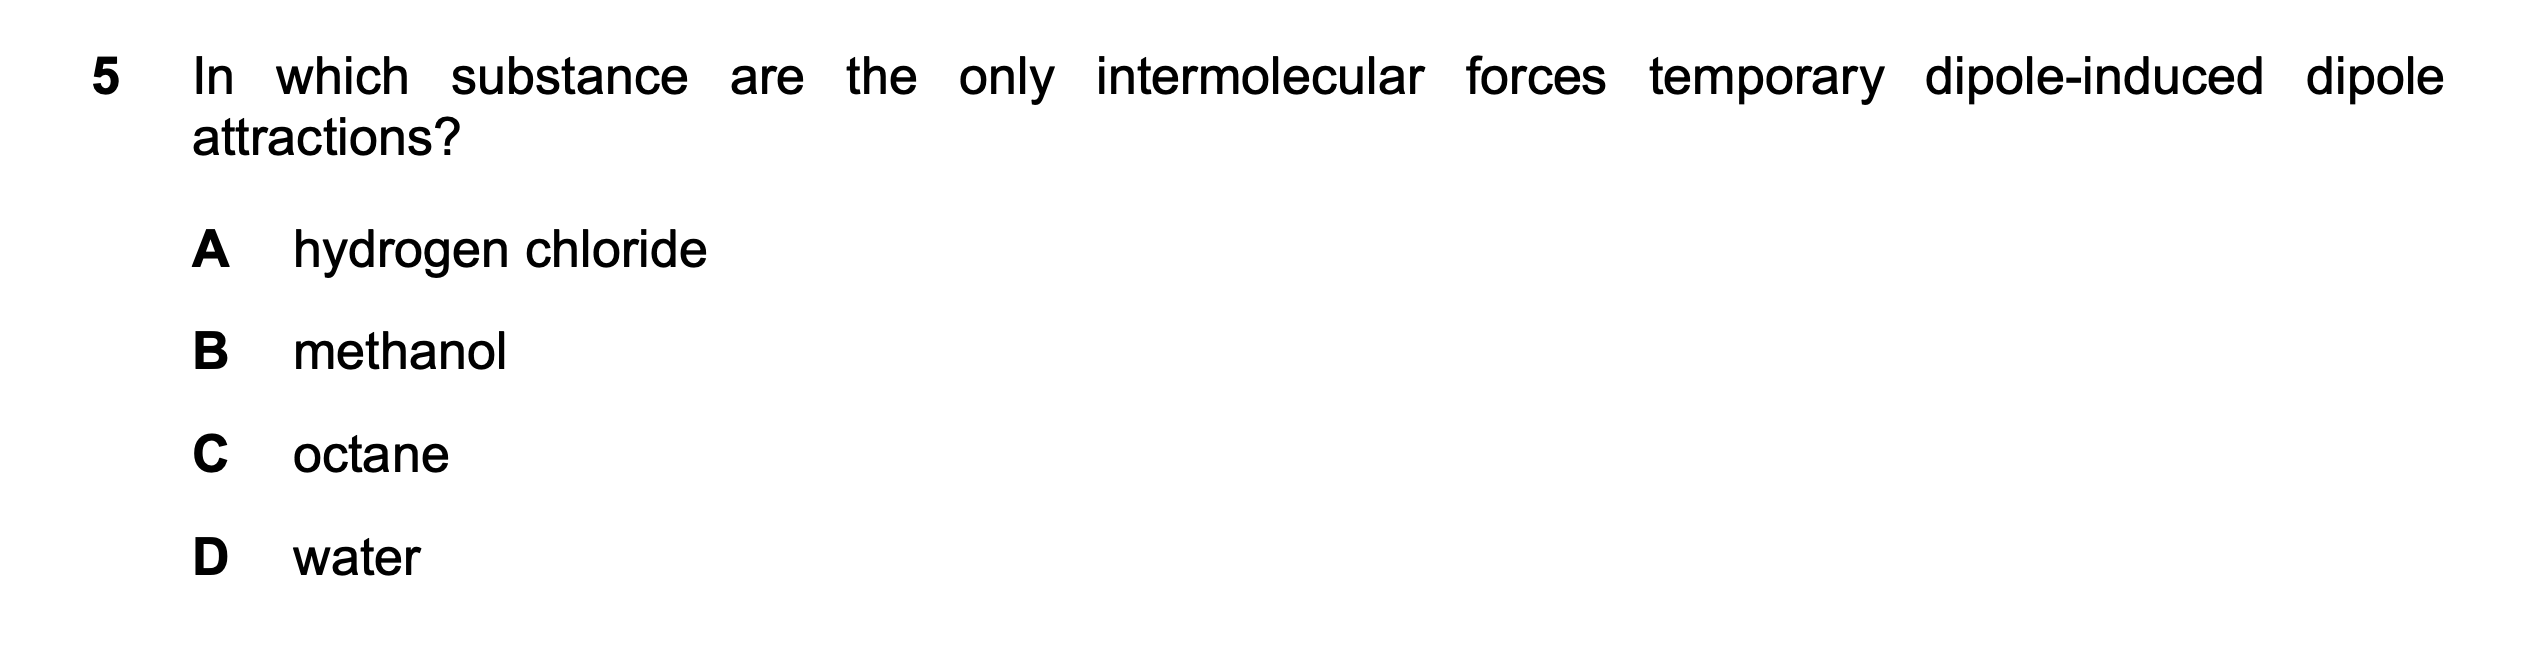 5 In which substance are the only intermolecular forces temporary dipole-induced dipole
attractions?
A hydrogen chloride
B methanol
C octane
D water